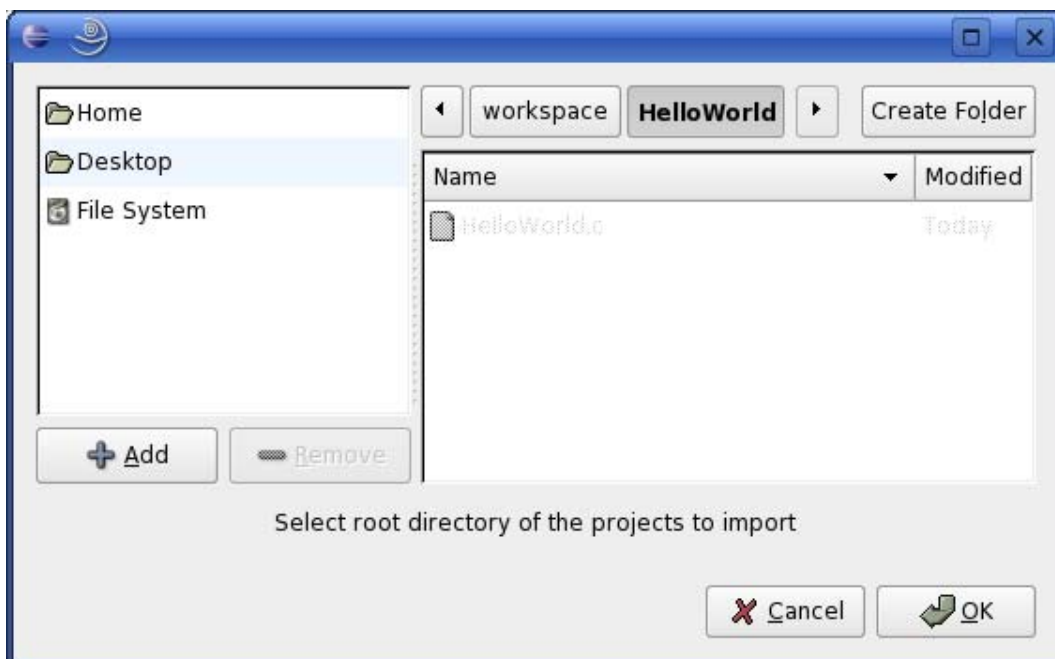 Home
Desktop
File System
Add
Remove
workspace
HelloWorld
Create Folder
Name
Modified
HelloWorld.c
Today
Select root directory of the projects to import
Cancel
OK